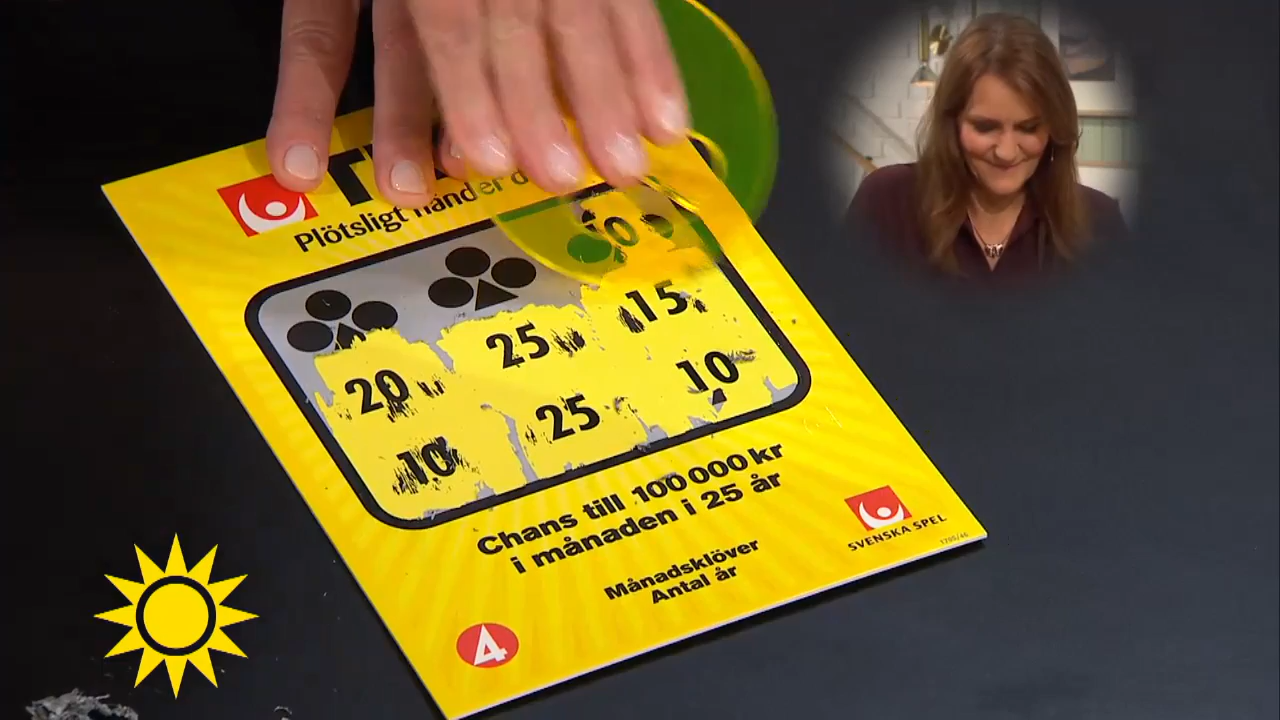 Plötsligt händer d
10
20 25 15
10 25 10
Chans till 100 000 kr
i månaden i 25 år
Månadsklöver
Antal år
SVENSKA SPEL
4